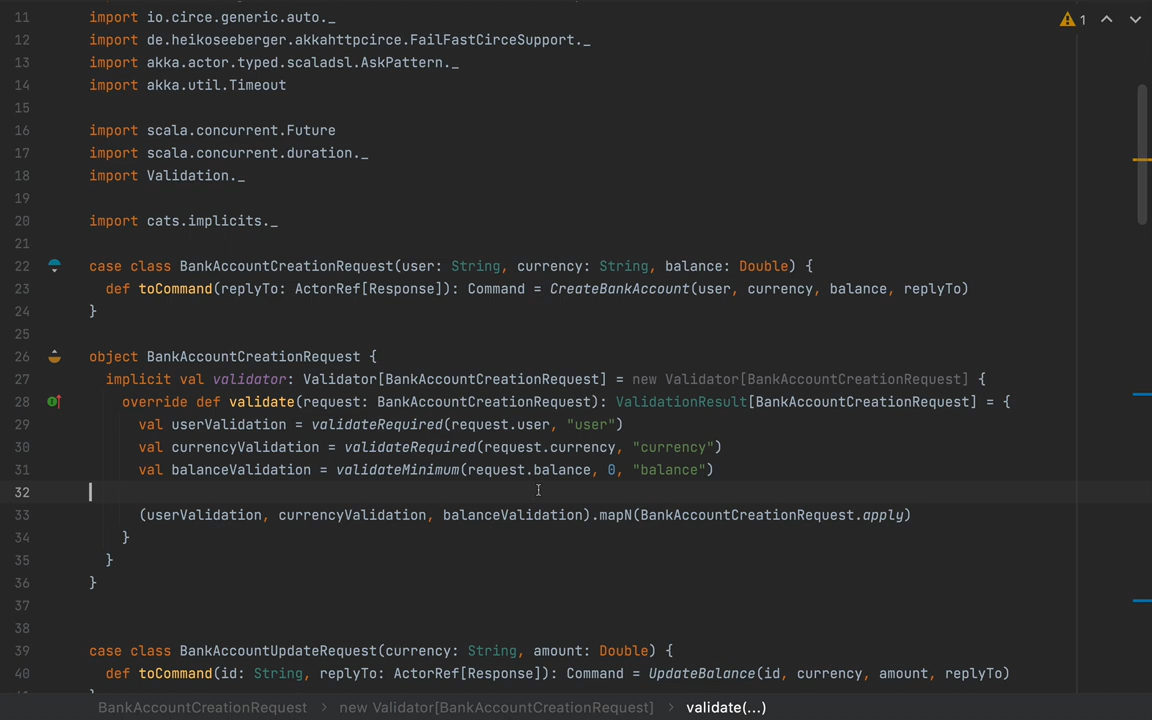 11 import io.circe.generic.auto._
12 import de.heikoseeberger.akkahttpcirce.FailFastCirceSupport._
13 import akka.actor.typed.scaladsl.AskPattern._
14 import akka.util.Timeout
15
16 import scala.concurrent.Future
17 import scala.concurrent.duration._
18 import Validation._
19
20 import cats.implicits._
21
22 case class BankAccountCreationRequest(user: String, currency: String, balance: Double) {
23 def toCommand(replyTo: ActorRef[Response]): Command = CreateBankAccount(user, currency, balance, replyTo)
24 }
25
26 object BankAccountCreationRequest {
27 implicit val validator: Validator[BankAccountCreationRequest] = new Validator[BankAccountCreationRequest] {
28 override def validate(request: BankAccountCreationRequest): ValidationResult[BankAccountCreationRequest] = {
29 val userValidation = validateRequired(request.user, "user")
30 val currencyValidation = validateRequired(request.currency, "currency")
31 val balanceValidation = validateMinimum(request.balance, 0, "balance")
32
33 (userValidation, currencyValidation, balanceValidation).mapN(BankAccountCreationRequest.apply)
34 }
35 }
36 }
37
38
39 case class BankAccountUpdateRequest(currency: String, amount: Double) {
40 def toCommand(id: String, replyTo: ActorRef[Response]): Command = UpdateBalance(id, currency, amount, replyTo)
1
BankAccountCreationRequest > new Validator[BankAccountCreationRequest] > validate(...)